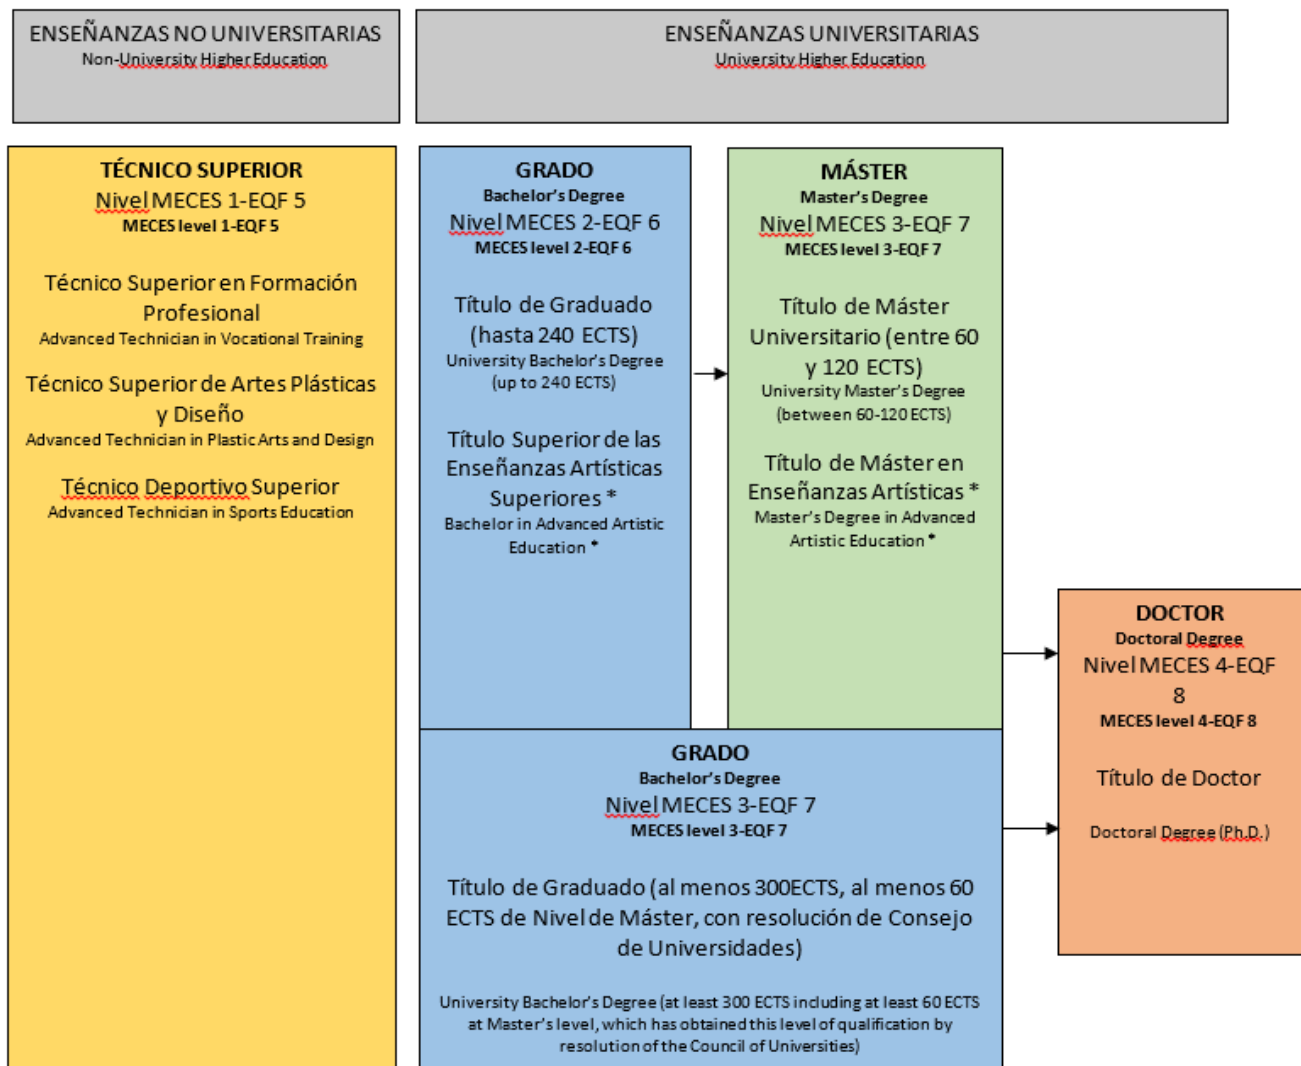 ENSEÑANZAS NO UNIVERSITARIAS
Non-University Higher Education
ENSEÑANZAS UNIVERSITARIAS
University Higher Education
TÉCNICO SUPERIOR
Nivel MECES 1-EQF 5
MECES level 1-EQF 5
Técnico Superior en Formación
Profesional
Advanced Technician in Vocational Training
Técnico Superior de Artes Plásticas
y Diseño
Advanced Technician in Plastic Arts and Design
Técnico Deportivo Superior
Advanced Technician in Sports Education
GRADO
Bachelor's Degree
Nivel MECES 2-EQF 6
MECES level 2-EQF 6
Título de Graduado
(hasta 240 ECTS)
University Bachelor's Degree
(up to 240 ECTS)
Título Superior de las
Enseñanzas Artísticas
Superiores *
Bachelor in Advanced Artistic
Education *
MÁSTER
Master's Degree
Nivel MECES 3-EQF 7
MECES level 3-EQF 7
Título de Máster
Universitario (entre 60
y 120 ECTS)
University Master's Degree
(between 60-120 ECTS)
Título de Máster en
Enseñanzas Artísticas *
Master's Degree in Advanced
Artistic Education *
GRADO
Bachelor's Degree
Nivel MECES 3-EQF 7
MECES level 3-EQF 7
Título de Graduado (al menos 300ECTS, al menos 60
ECTS de Nivel de Máster, con resolución de Consejo
de Universidades)
University Bachelor's Degree (at least 300 ECTS including at least 60 ECTS
at Master's level, which has obtained this level of qualification by
resolution of the Council of Universities)
DOCTOR
Doctoral Degree
Nivel MECES 4-EQF
8
MECES level 4-EQF 8
Título de Doctor
Doctoral Degree (Ph.D.)